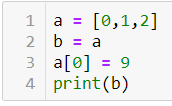 1 a = [0,1,2]
2 b = a
3 a[0] = 9
4 print(b)